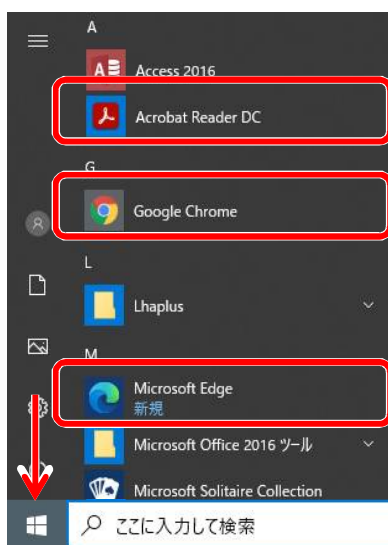 A
Access 2016
Acrobat Reader DC
G
Google Chrome
L
Lhaplus
M
Microsoft Edge
新規
Microsoft Office 2016 ツール
Microsoft Solitaire Collection
ここに入力して検索